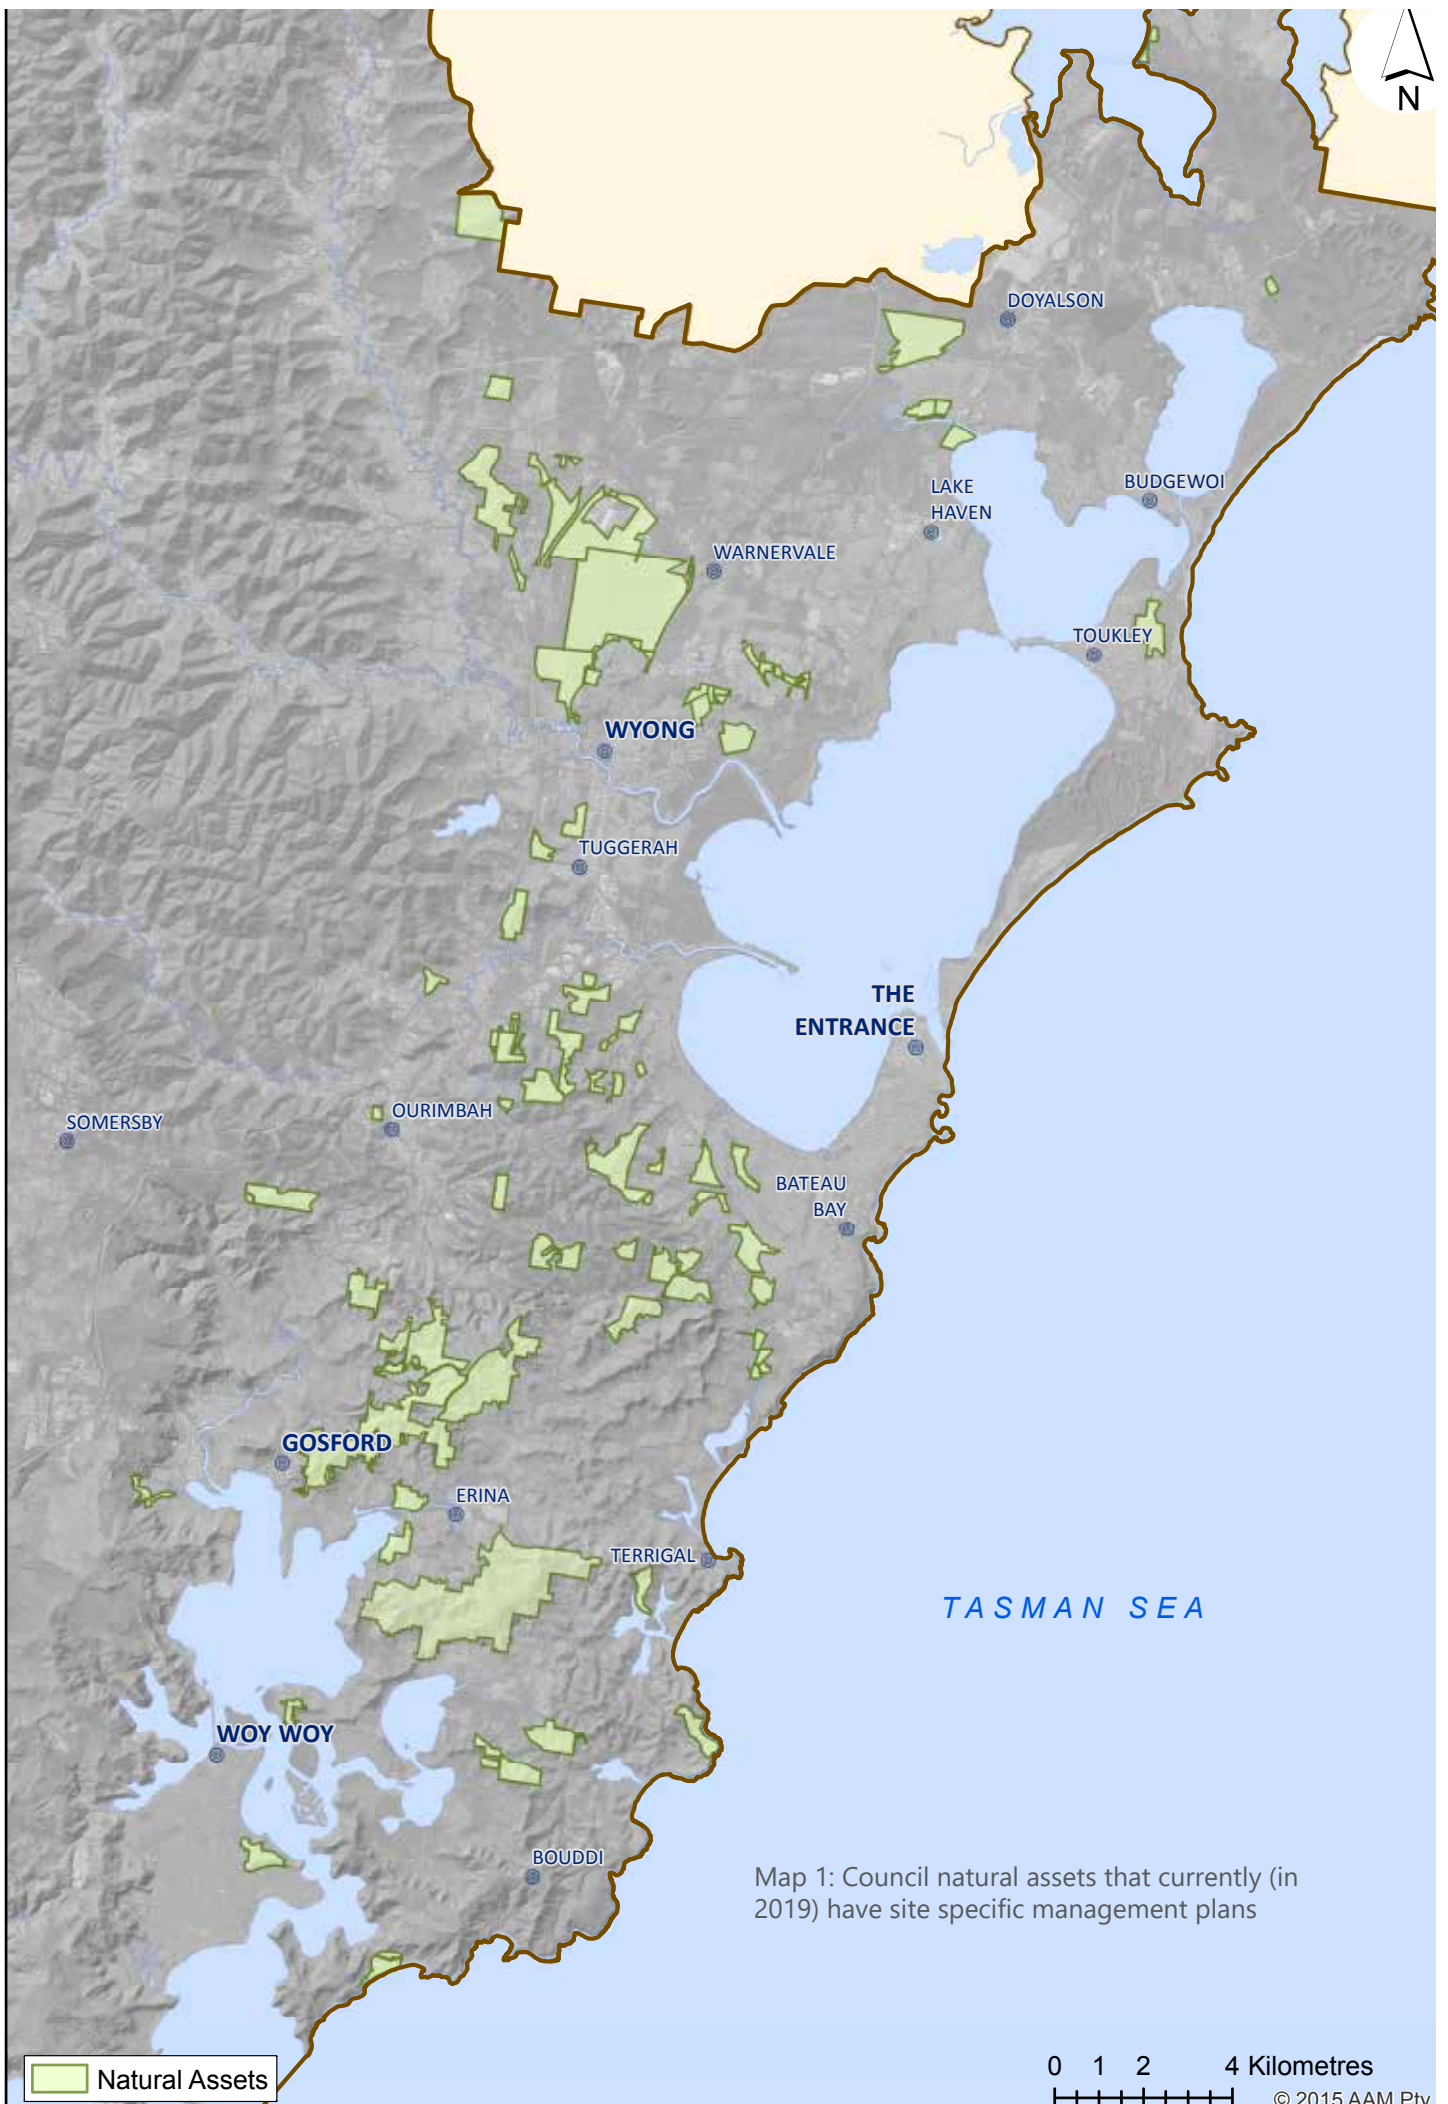 N
DOYALSON
LAKE
HAVEN
BUDGEWOI
WARNERVALE
TOUKLEY
WYONG
TUGGERAH
THE
ENTRANCE
SOMERSBY
OURIMBAH
BATEAU
BAY
GOSFORD
ERINA
TERRIGAL
TASMAN SEA
WOY WOY
BOUDDI
Map 1: Council natural assets that currently (in
2019) have site specific management plans
Natural Assets
0 1 2 4 Kilometres
© 2015 AAM Pty